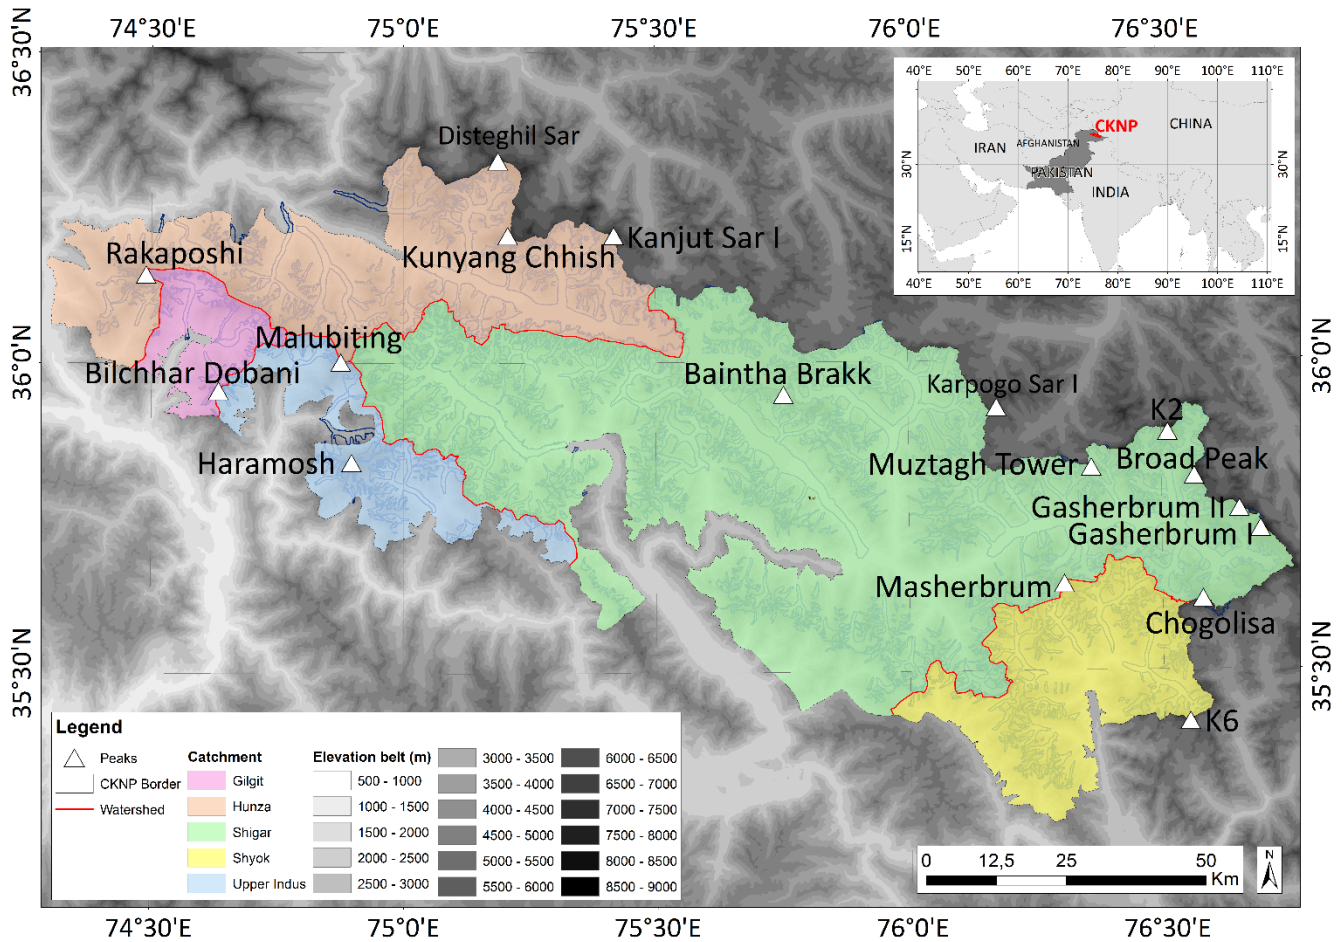 74°30'E 75°0'E 75°30'E 76°0'E 76°30'E
36°30'N
36°30'N
40°E 50°E 60°E 70°E 80°E 90°E 100°E 110°E
CKNP
CHINA
IRAN
AFGHANISTAN
30°N
30°N
PAKISTAN
INDIA
15°N
15°N
40°E 50°E 60°E 70°E 80°E 90°E 100°E 110°E
Disteghil Sar
Rakaposhi
Kunyang Chhish
Kanjut Sar I
Malubiting
36°0'N
36°0'N
Bilchhar Dobani
Baintha Brakk
Karpogo Sar I
K2
Haramosh
Muztagh Tower
Broad Peak
Gasherbrum II
Gasherbrum I
Masherbrum
Chogolisa
35°30'N
35°30'N
K6
Legend
Peaks
CKNP Border
Watershed
Catchment
Gilgit
Hunza
Shigar
Shyok
Upper Indus
Elevation belt (m)
500 - 1000
1000 - 1500
1500 - 2000
2000 - 2500
2500 - 3000
3000 - 3500
3500 - 4000
4000 - 4500
4500 - 5000
5000 - 5500
5500 - 6000
6000 - 6500
6500 - 7000
7000 - 7500
7500 - 8000
8000 - 8500
8500 - 9000
0 12,5 25 50
Km
N
74°30'E 75°0'E 75°30'E 76°0'E 76°30'E